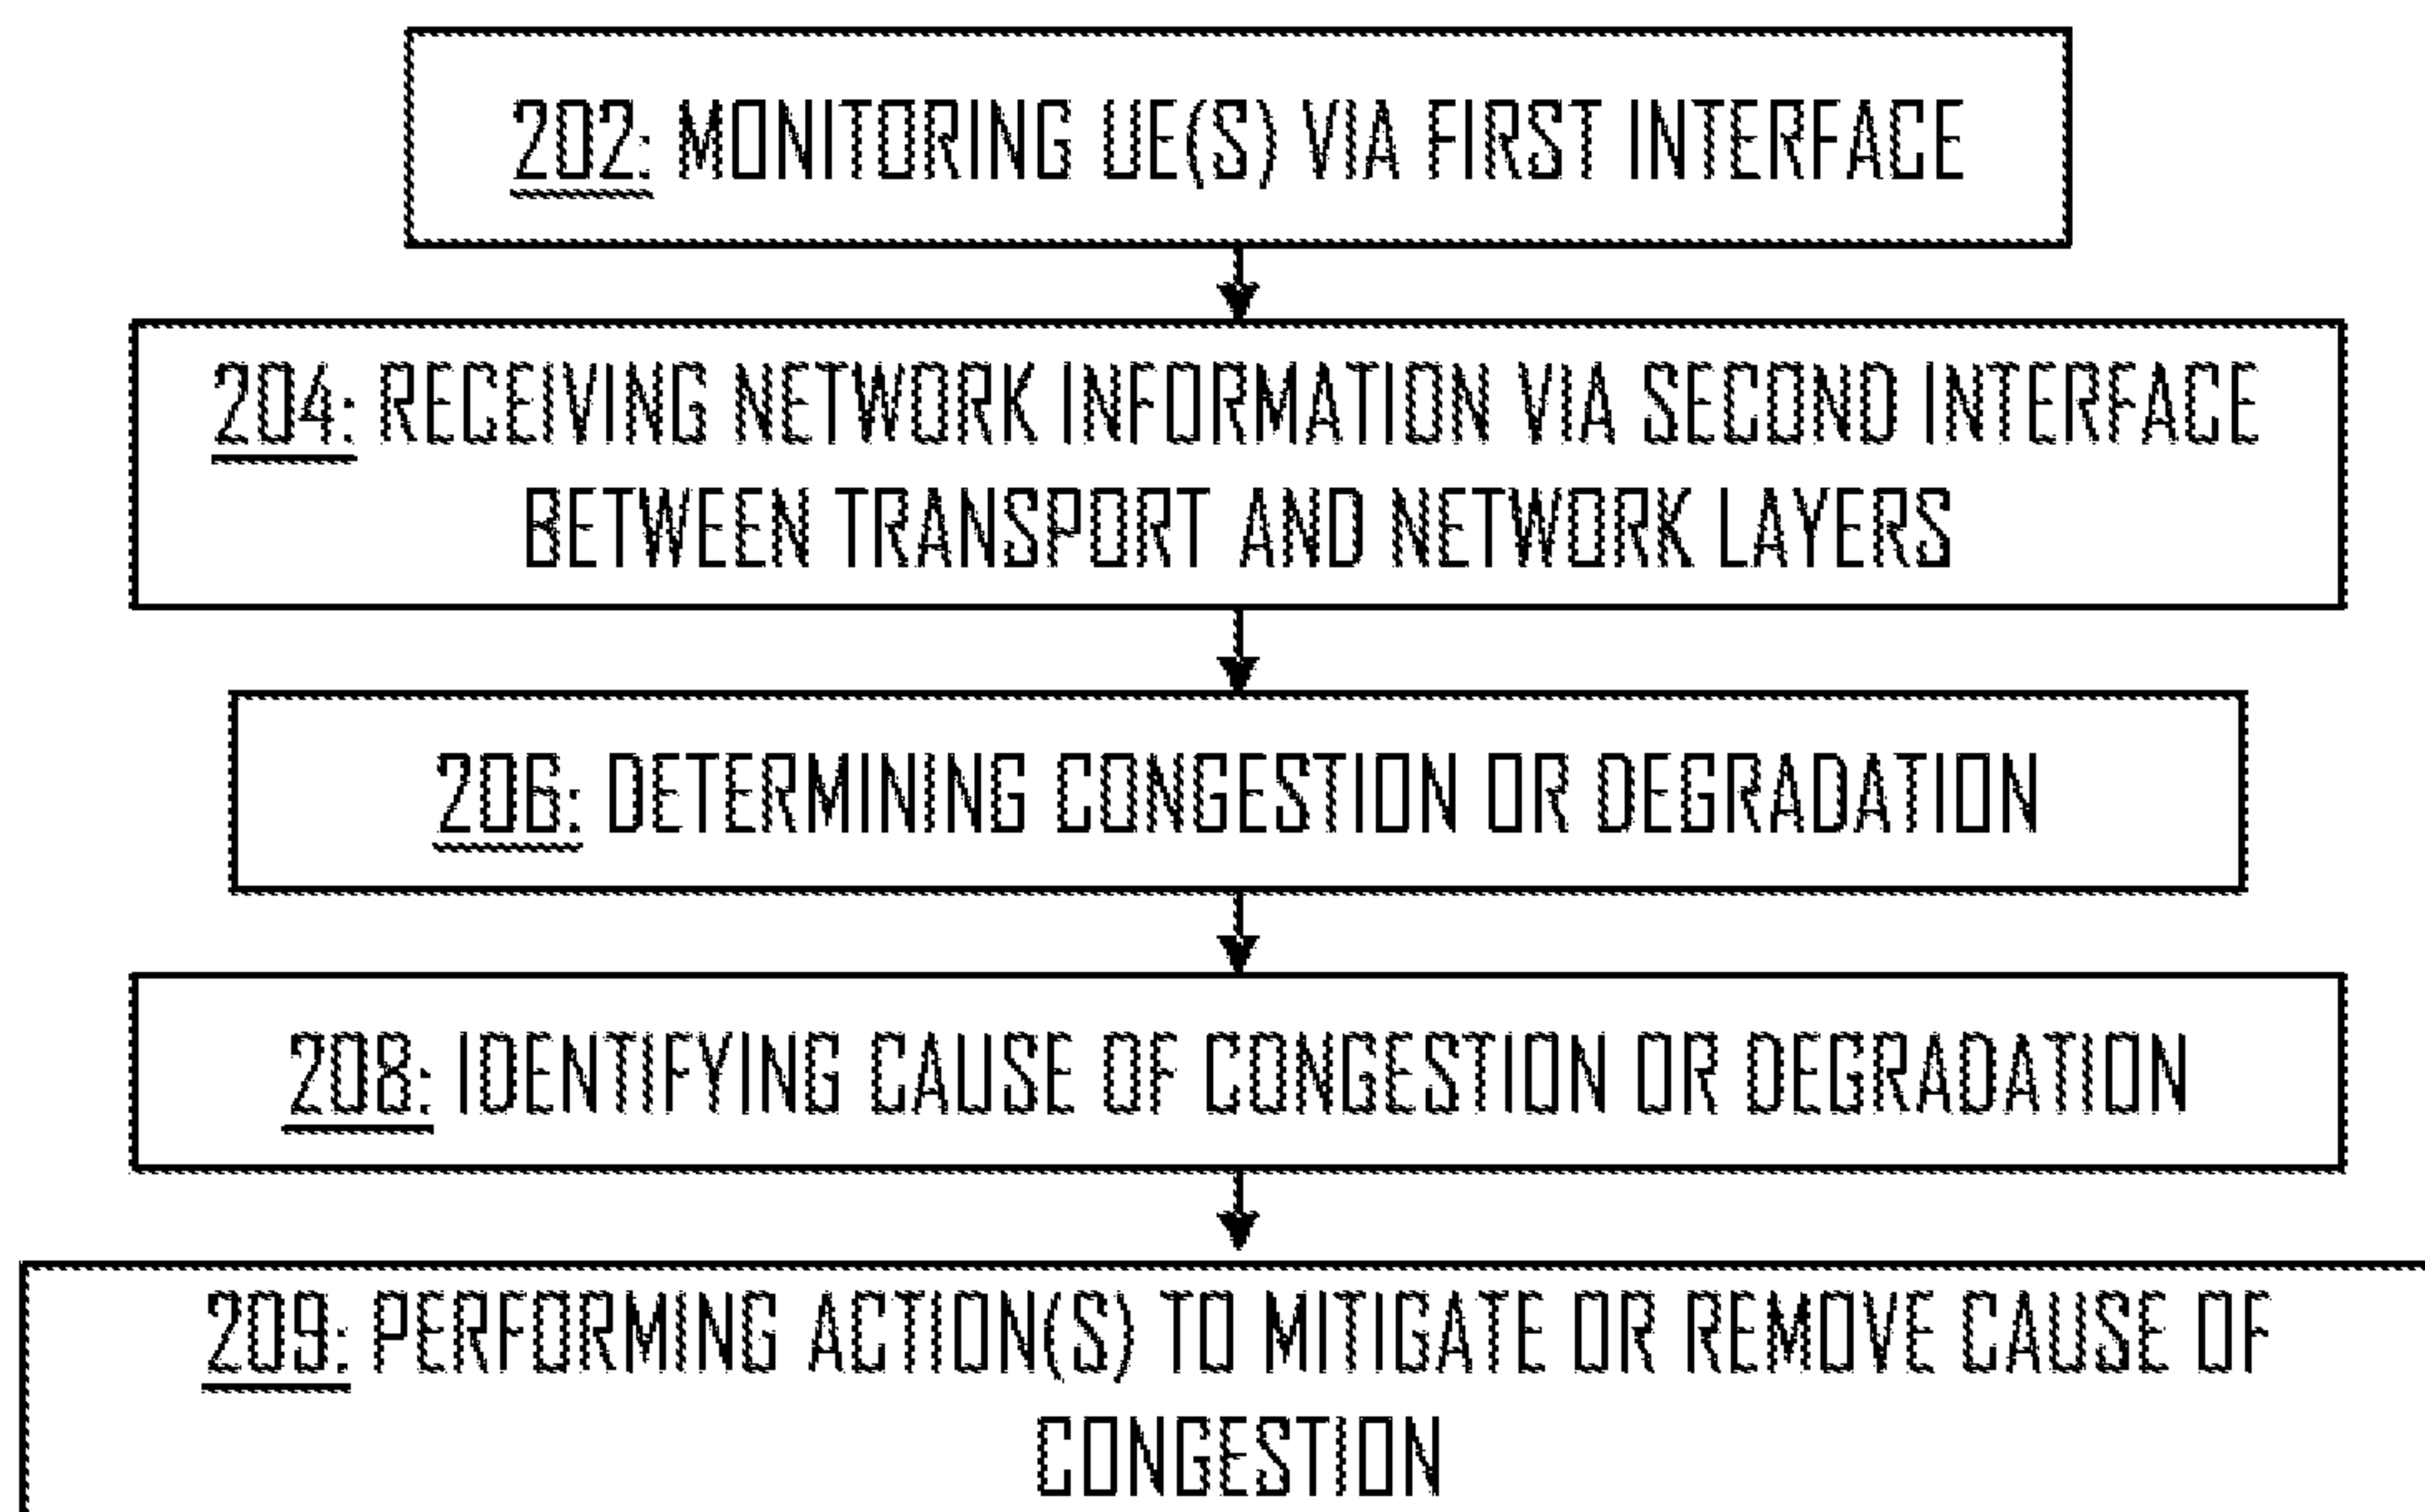 202: MONITORING UE(S) VIA FIRST INTERFACE
204: RECEIVING NETWORK INFORMATION VIA SECOND INTERFACE
BETWEEN TRANSPORT AND NETWORK LAYERS
206: DETERMINING CONGESTION OR DEGRADATION
208: IDENTIFYING CAUSE OF CONGESTION OR DEGRADATION
209: PERFORMING ACTION(S) TO MITIGATE OR REMOVE CAUSE OF
CONGESTION